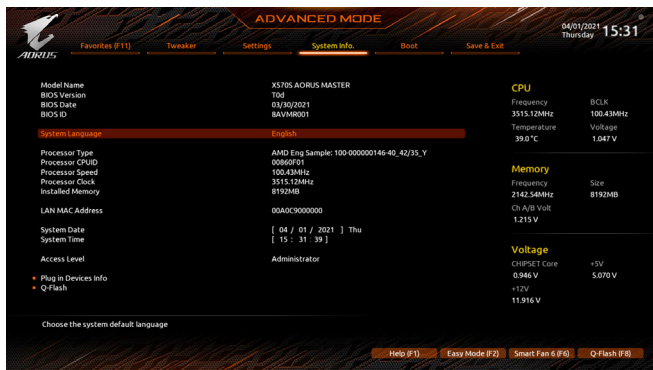 ADVANCED MODE
04/01/2021 Thursday 15:31
AORUS
Favorites (F11) Tweaker Settings System Info. Boot Save & Exit
Model Name X570S AORUS MASTER
BIOS Version T0d
BIOS Date 03/30/2021
BIOS ID 8AVMR001
System Language English
Processor Type AMD Eng Sample: 100-000000146-40_42/35_Y
Processor CPUID 00860F01
Processor Speed 100.43MHz
Processor Clock 3515.12MHz
Installed Memory 8192MB
LAN MAC Address 00A0C9000000
System Date [ 04 / 01 / 2021 ] Thu
System Time [ 15 : 31 : 39 ]
Access Level Administrator
Plug in Devices Info
Q-Flash
CPU
Frequency BCLK
3515.12MHz 100.43MHz
Temperature Voltage
39.0 °C 1.047 V
Memory
Frequency Size
2142.54MHz 8192MB
Ch A/B Volt
1.215 V
Voltage
CHIPSET Core +5V
0.946 V 5.070 V
+12V
11.916 V
Choose the system default language
Help (F1) Easy Mode (F2) Smart Fan 6 (F6) Q-Flash (F8)